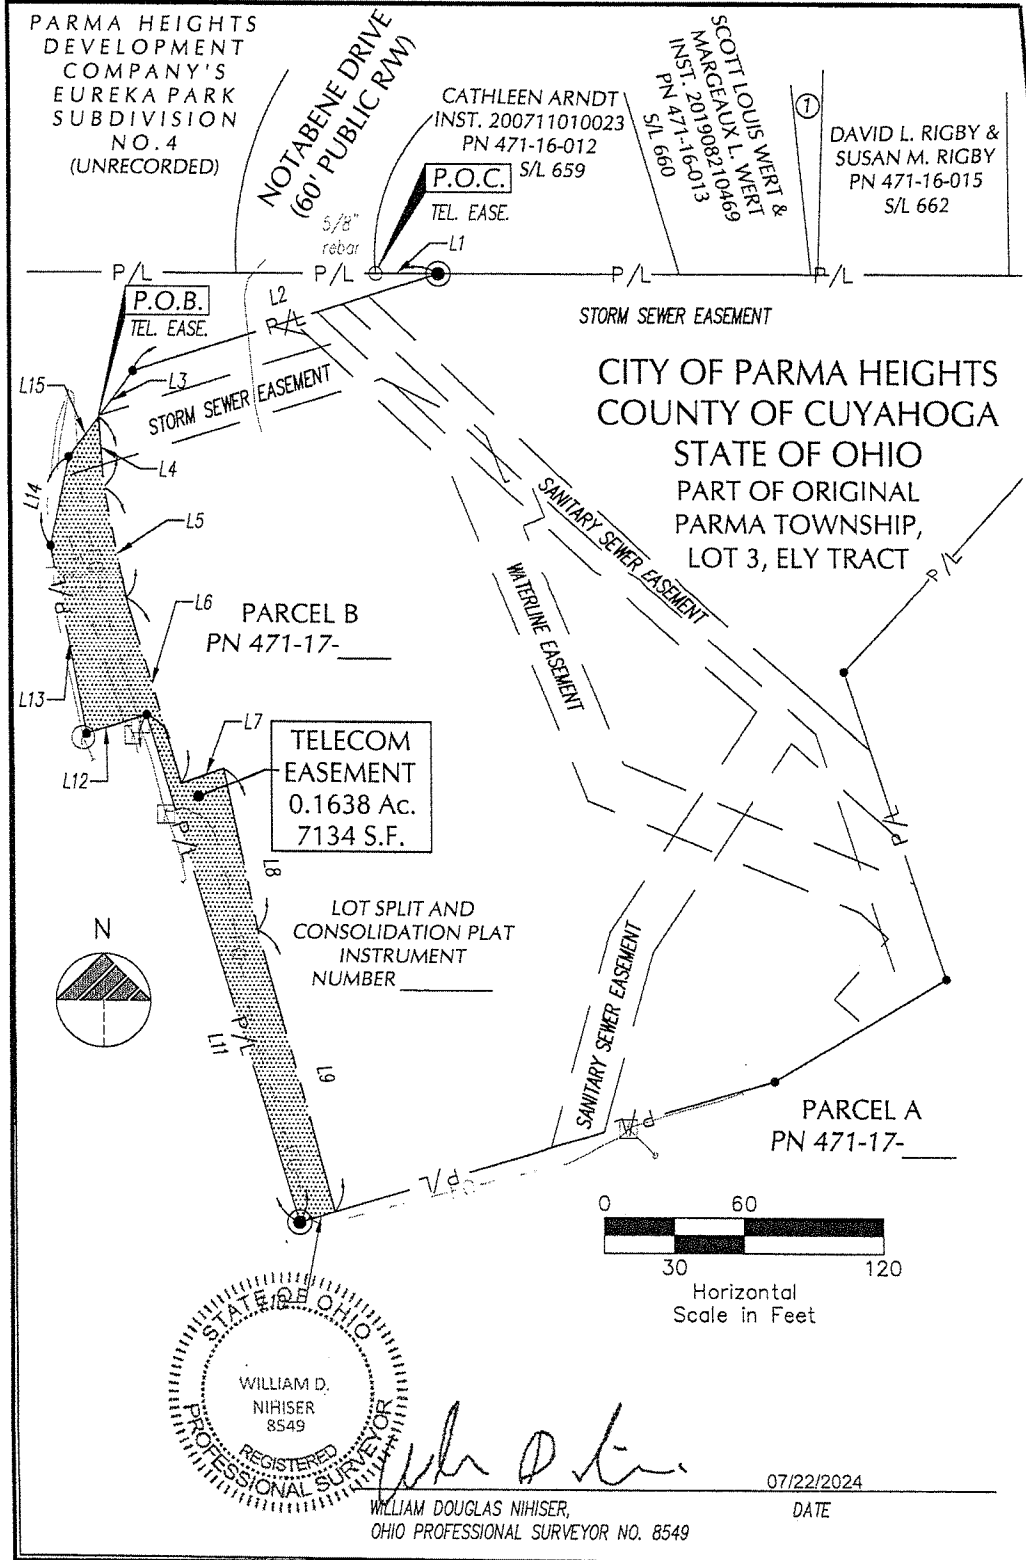 PARMA HEIGHTS
DEVELOPMENT
COMPANY'S
EUREKA PARK
SUBDIVISION
NO. 4
(UNRECORDED)
NOTABENE DRIVE
(60' PUBLIC R/W)
CATHLEEN ARNDT
INST. 200711010023
PN 471-16-012
S/L 659
SCOTT LOUIS WERT &
MARGEAUX L. WERT
INST. 201908210469
PN 471-16-013
S/L 660
1
DAVID L. RIGBY &
SUSAN M. RIGBY
PN 471-16-015
S/L 662
P.O.C.
TEL. EASE.
5/8"
rebar
L1
P/L
P/L
P/L
P/L
P.O.B.
TEL. EASE.
L2
P/L
STORM SEWER EASEMENT
L3
STORM SEWER EASEMENT
L15
L4
L14
L5
CITY OF PARMA HEIGHTS
COUNTY OF CUYAHOGA
STATE OF OHIO
PART OF ORIGINAL
PARMA TOWNSHIP,
LOT 3, ELY TRACT
SANITARY SEWER EASEMENT
WATERLINE EASEMENT
P/L
P/L
L6
PARCEL B
PN 471-17-____
L13
L7
L12
TELECOM
EASEMENT
0.1638 Ac.
7134 S.F.
P/L
P/L
L8
LOT SPLIT AND
CONSOLIDATION PLAT
INSTRUMENT
NUMBER ________
N
P/L
L11
L9
SANITARY SEWER EASEMENT
P/L
P/L
PARCEL A
PN 471-17-____
0 60
30 120
Horizontal
Scale in Feet
STATE OF OHIO
WILLIAM D.
NIHISER
8549
REGISTERED
PROFESSIONAL SURVEYOR
07/22/2024
WILLIAM DOUGLAS NIHISER,
DATE
OHIO PROFESSIONAL SURVEYOR NO. 8549